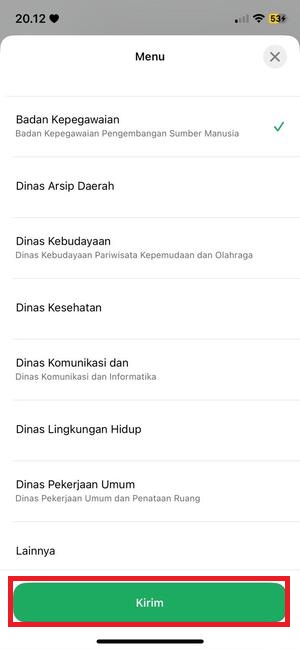 20.12
53
Menu
Badan Kepegawaian
Badan Kepegawaian Pengembangan Sumber Manusia
Dinas Arsip Daerah
Dinas Kebudayaan
Dinas Kebudayaan Pariwisata Kepemudaan dan Olahraga
Dinas Kesehatan
Dinas Komunikasi dan
Dinas Komunikasi dan Informatika
Dinas Lingkungan Hidup
Dinas Pekerjaan Umum
Dinas Pekerjaan Umum dan Penataan Ruang
Lainnya
Kirim